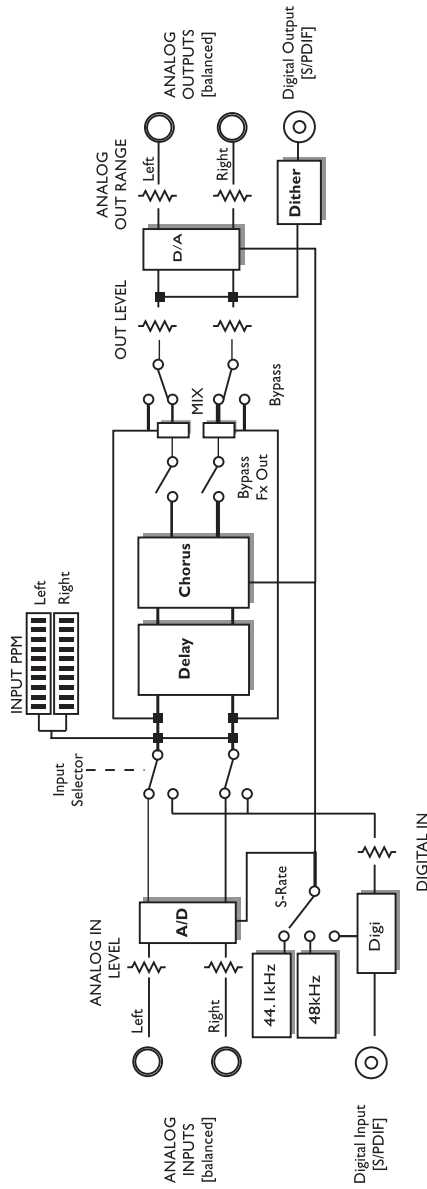 ANALOG
INPUTS
[balanced]
Digital Input
[S/PDIF]
Left
Right
ANALOG IN
LEVEL
A/D
44.1kHz
48kHz
S-Rate
Digi
DIGITAL IN
Input
Selector
INPUT PPM
Left
Right
Delay
Chorus
Bypass
Fx Out
MIX
Bypass
OUT LEVEL
D/A
ANALOG
OUT RANGE
Left
Right
Dither
ANALOG
OUTPUTS
[balanced]
Digital Output
[S/PDIF]